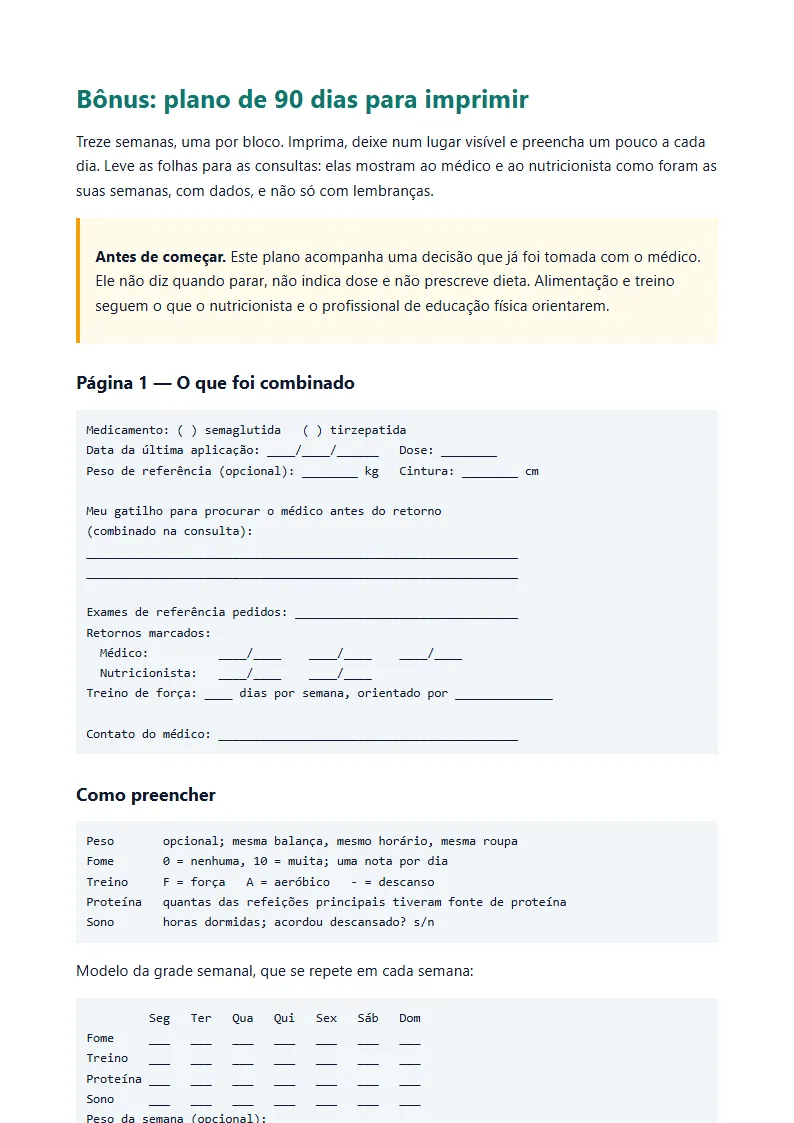 Bônus: plano de 90 dias para imprimir
Treze semanas, uma por bloco. Imprima, deixe num lugar visível e preencha um pouco a cada
dia. Leve as folhas para as consultas: elas mostram ao médico e ao nutricionista como foram as
suas semanas, com dados, e não só com lembranças.
Antes de começar. Este plano acompanha uma decisão que já foi tomada com o médico.
Ele não diz quando parar, não indica dose e não prescreve dieta. Alimentação e treino
seguem o que o nutricionista e o profissional de educação física orientarem.
Página 1 — O que foi combinado
Medicamento: ( ) semaglutida   ( ) tirzepatida
Data da última aplicação: ____/____/______   Dose: ________
Peso de referência (opcional): ________ kg   Cintura: ________ cm
Meu gatilho para procurar o médico antes do retorno
(combinado na consulta):
______________________________________________________________
______________________________________________________________
Exames de referência pedidos: ________________________________
Retornos marcados:
  Médico:          ____/____    ____/____    ____/____
  Nutricionista:   ____/____    ____/____
Treino de força: ____ dias por semana, orientado por ______________
Contato do médico: ___________________________________________
Como preencher
Peso       opcional; mesma balança, mesmo horário, mesma roupa
Fome       0 = nenhuma, 10 = muita; uma nota por dia
Treino     F = força   A = aeróbico   - = descanso
Proteína   quantas das refeições principais tiveram fonte de proteína
Sono       horas dormidas; acordou descansado? s/n
Modelo da grade semanal, que se repete em cada semana:
         Seg   Ter   Qua   Qui   Sex   Sáb   Dom
Fome     ___   ___   ___   ___   ___   ___   ___
Treino   ___   ___   ___   ___   ___   ___   ___
Proteína ___   ___   ___   ___   ___   ___   ___
Sono     ___   ___   ___   ___   ___   ___   ___
Peso da semana (opcional):